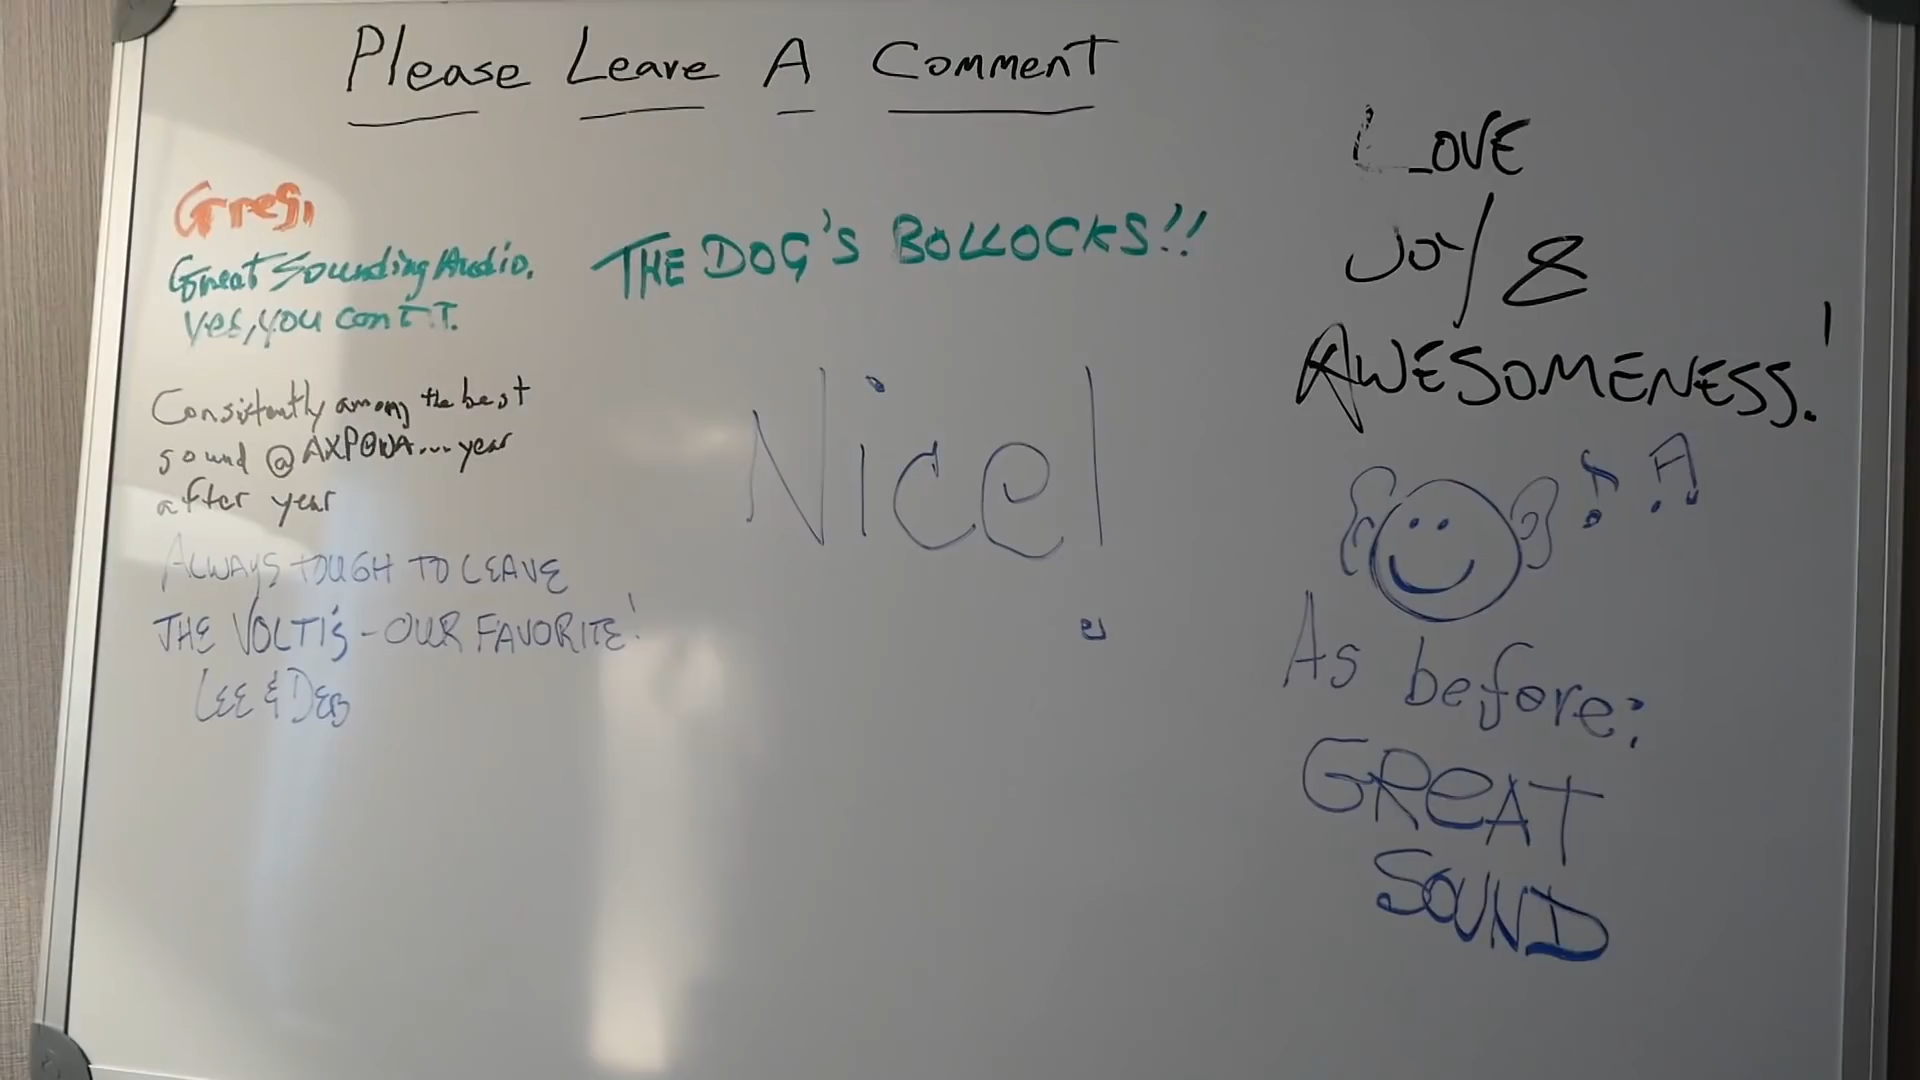 Please Leave A Comment
Greg,
Great Sounding Audio.
Yes, you can
Consistently among the best
sound @ AXPONA... year
after year
ALWAYS TOUGH TO LEAVE
THE VOLTI'S - OUR FAVORITE!
LEE & DEB
THE DOG'S BOLLOCKS!!
Nice!
LOVE
JOY &
AWESOMENESS!
As before:
GREAT
SOUND